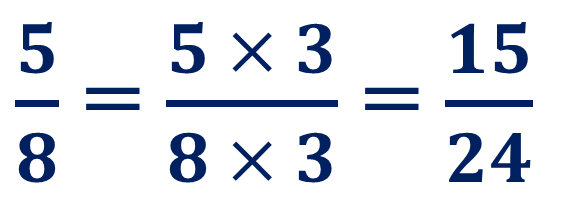 5/8 = 5 × 3/8 × 3 = 15/24